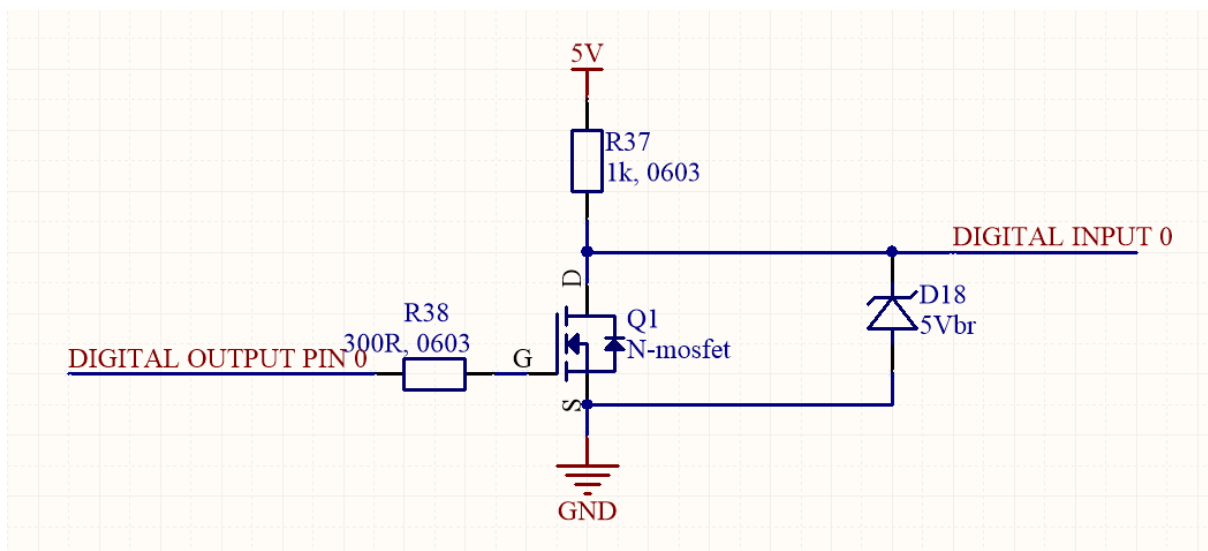 5V
R37
1k, 0603
DIGITAL INPUT 0
D
D18
5Vbr
R38
300R, 0603
Q1
N-mosfet
DIGITAL OUTPUT PIN 0
G
S
GND